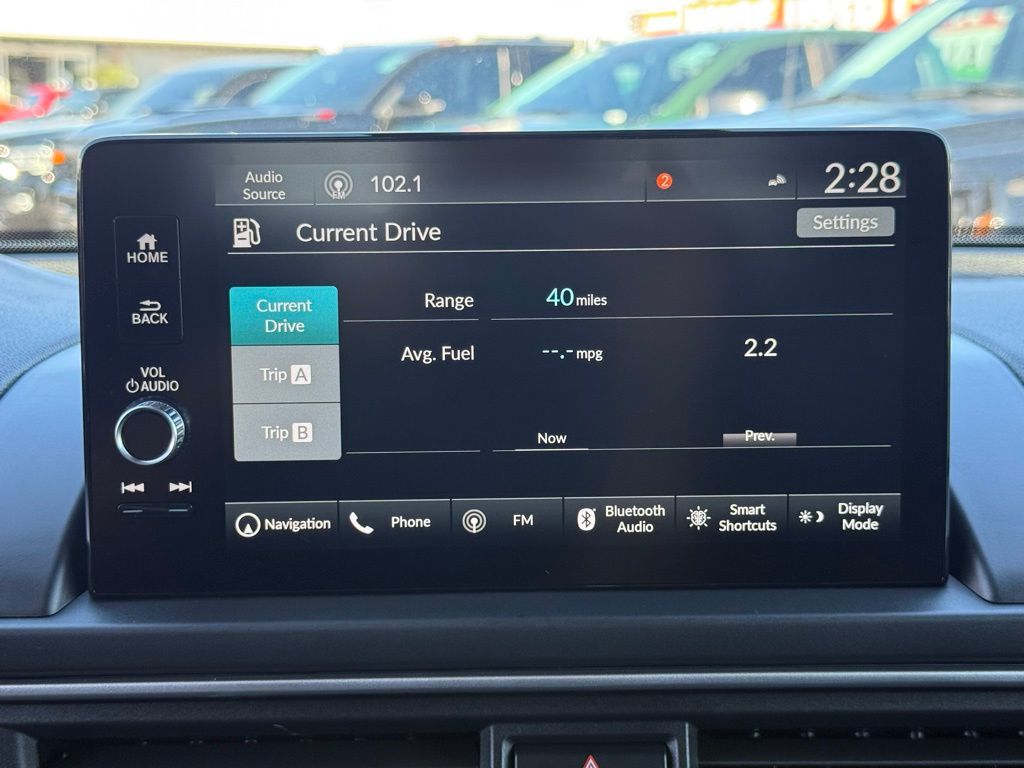 Audio
Source
FM
102.1
2
2:28
Current Drive
Settings
HOME
BACK
VOL
AUDIO
Current
Drive
Trip A
Trip B
Range
40 miles
Avg. Fuel
--.- mpg
2.2
Now
Prev.
Navigation
Phone
FM
Bluetooth
Audio
Smart
Shortcuts
Display
Mode